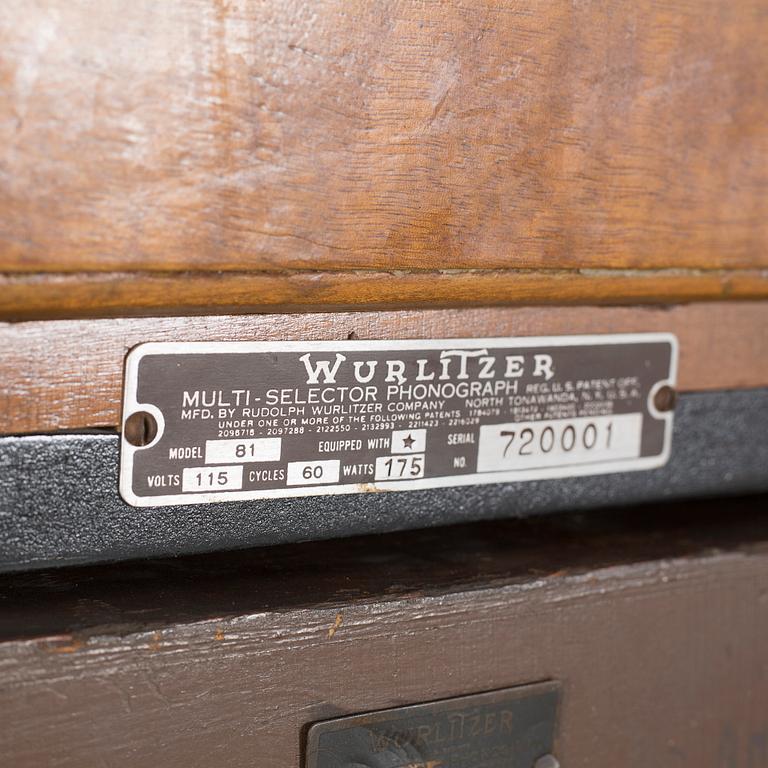 WURLITZER
MULTI-SELECTOR PHONOGRAPH REG. U.S. PATENT OFF.
MFD. BY RUDOLPH WURLITZER COMPANY NORTH TONAWANDA, N.Y. U.S.A.
UNDER ONE OR MORE OF THE FOLLOWING PATENTS 1784079
2096718 - 2097288 - 2122550 - 2132993 - 2211423 - 2216029
MODEL 81 EQUIPPED WITH ★ SERIAL NO. 720001
VOLTS 115 CYCLES 60 WATTS 175
WURLITZER